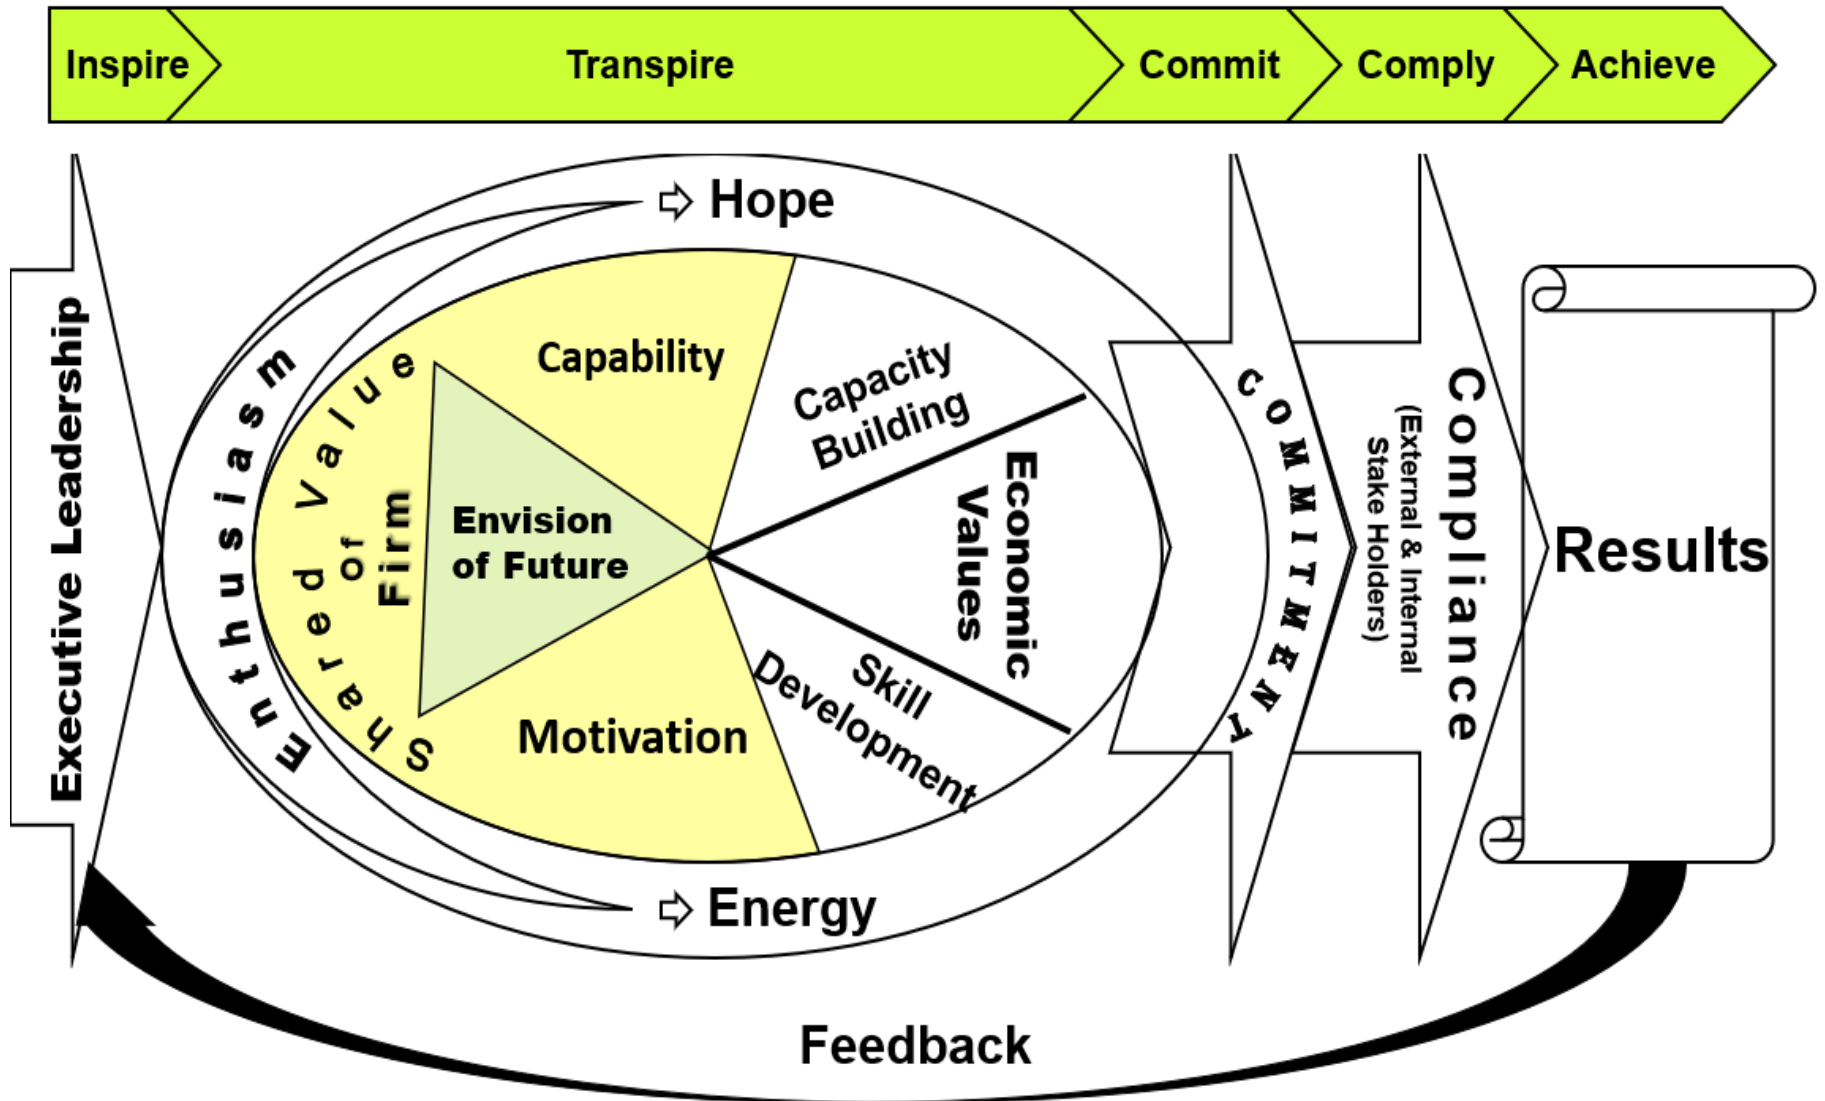 Inspire
Transpire
Commit
Comply
Achieve
Executive Leadership
Enthusiasm
Hope
Energy
Shared Value
of
Firm
Envision
of Future
Capability
Motivation
Capacity
Building
Economic
Values
Skill
Development
COMMITMENT
Compliance
(External & Internal
Stake Holders)
Results
Feedback